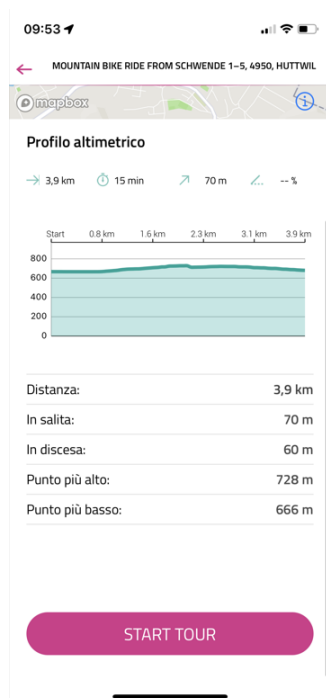 09:53
MOUNTAIN BIKE RIDE FROM SCHWENDE 1–5, 4950, HUTTWIL
mapbox
Profilo altimetrico
3,9 km 15 min 70 m -- %
Start 0.8 km 1.6 km 2.3 km 3.1 km 3.9 km
800
600
400
200
0
Distanza: 3,9 km
In salita: 70 m
In discesa: 60 m
Punto più alto: 728 m
Punto più basso: 666 m
START TOUR